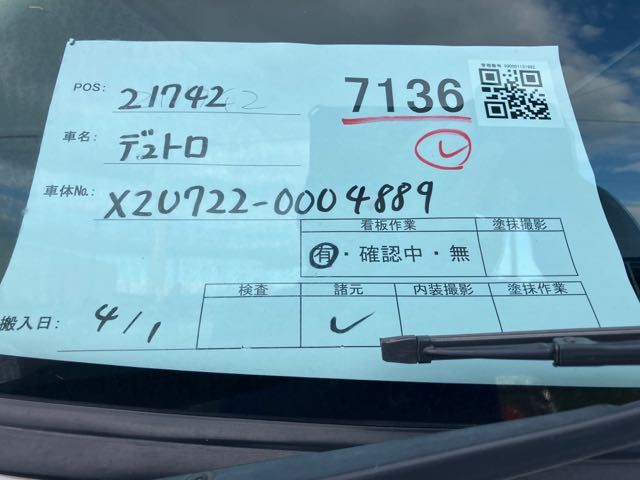 POS: 21742
7136
車名: デュトロ
車体No.: XZU722-0004889
看板作業 塗抹撮影
有・確認中・無
検査 諸元 内装撮影 塗抹作業
搬入日: 4/1